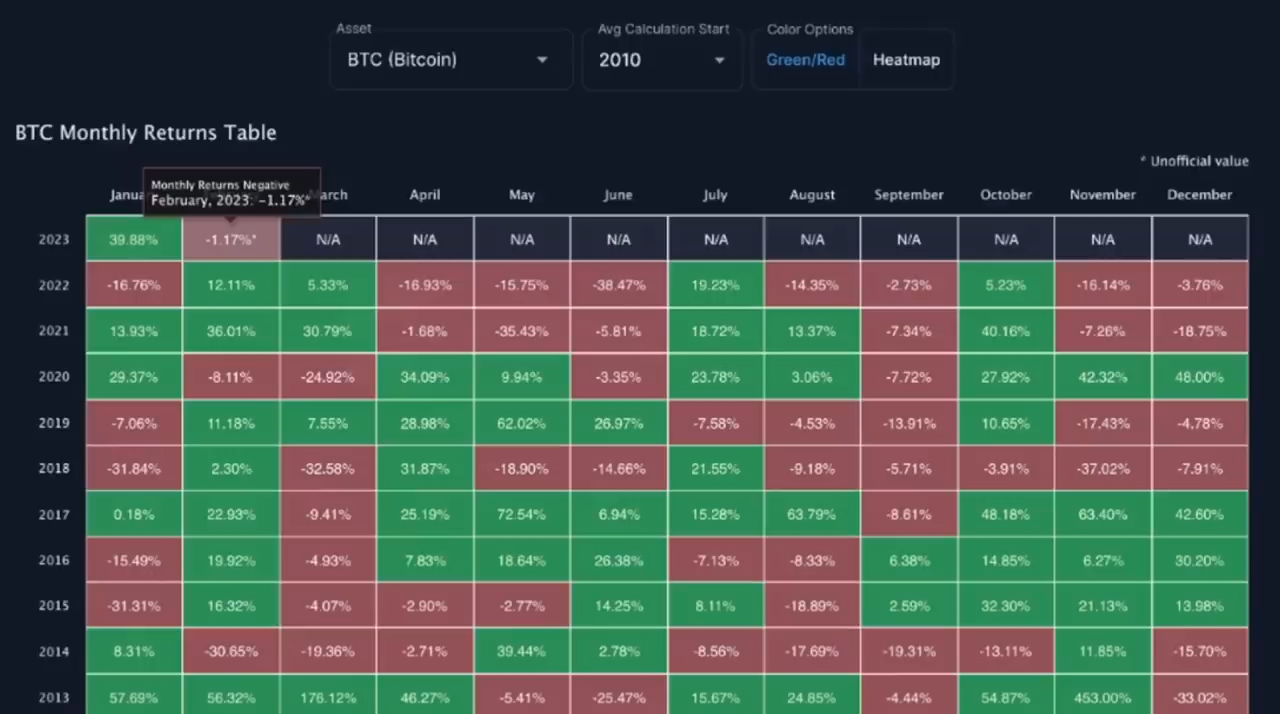 Asset Avg Calculation Start Color Options
BTC (Bitcoin) 2010 Green/Red Heatmap
BTC Monthly Returns Table
* Unofficial value
Monthly Returns Negative
February, 2023: -1.17%*
Janua arch April May June July August September October November December
2023 39.88% -1.17%* N/A N/A N/A N/A N/A N/A N/A N/A N/A N/A
2022 -16.76% 12.11% 5.33% -16.93% -15.75% -38.47% 19.23% -14.35% -2.73% 5.23% -16.14% -3.76%
2021 13.93% 36.01% 30.79% -1.68% -35.43% -5.81% 18.72% 13.37% -7.34% 40.16% -7.26% -18.75%
2020 29.37% -8.11% -24.92% 34.09% 9.94% -3.35% 23.78% 3.06% -7.72% 27.92% 42.32% 48.00%
2019 -7.06% 11.18% 7.55% 28.98% 62.02% 26.97% -7.58% -4.53% -13.91% 10.65% -17.43% -4.78%
2018 -31.84% 2.30% -32.58% 31.87% -18.90% -14.66% 21.55% -9.18% -5.71% -3.91% -37.02% -7.91%
2017 0.18% 22.93% -9.41% 25.19% 72.54% 6.94% 15.28% 63.79% -8.61% 48.18% 63.40% 42.60%
2016 -15.49% 19.92% -4.93% 7.83% 18.64% 26.38% -7.13% -8.33% 6.38% 14.85% 6.27% 30.20%
2015 -31.31% 16.32% -4.07% -2.90% -2.77% 14.25% 8.11% -18.89% 2.59% 32.30% 21.13% 13.98%
2014 8.31% -30.65% -19.36% -2.71% 39.44% 2.78% -8.56% -17.69% -19.31% -13.11% 11.85% -15.70%
2013 57.69% 56.32% 176.12% 46.27% -5.41% -25.47% 15.67% 24.85% -4.44% 54.87% 453.00% -33.02%